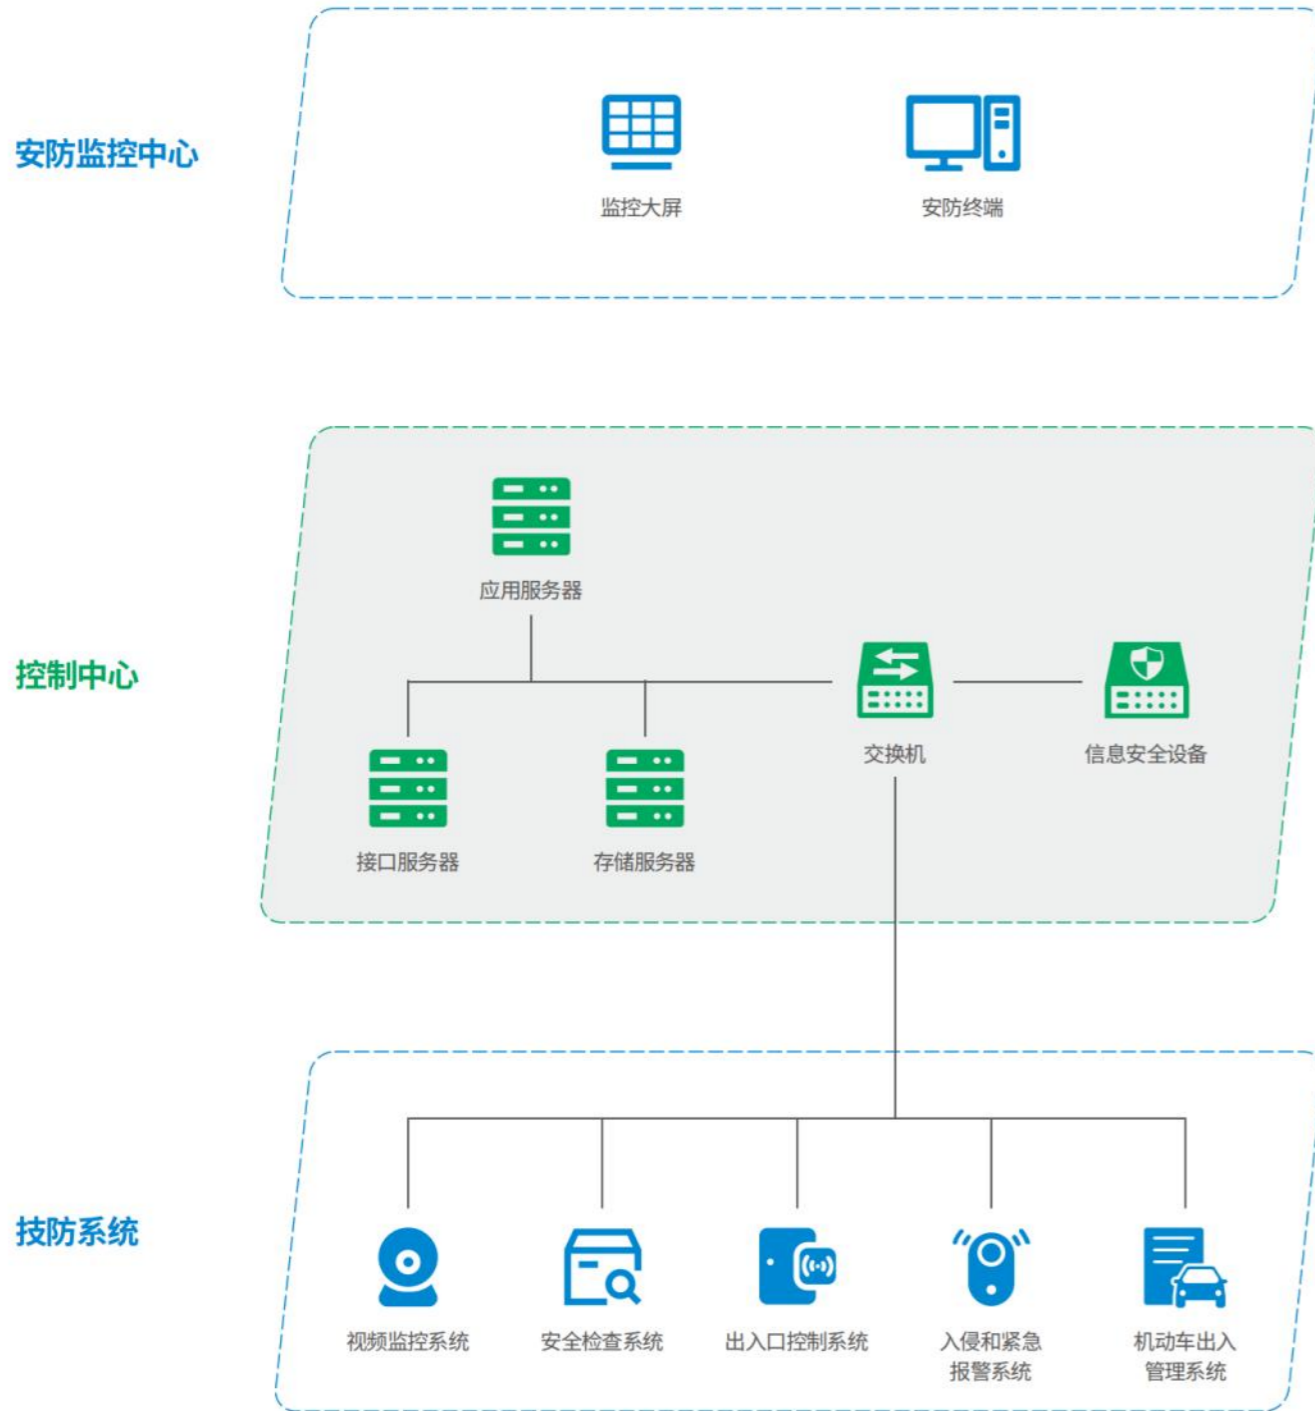 安防监控中心
监控大屏
安防终端
应用服务器
控制中心
交换机
信息安全设备
接口服务器
存储服务器
技防系统
视频监控系统
安全检查系统
出入口控制系统
入侵和紧急
报警系统
机动车出入
管理系统